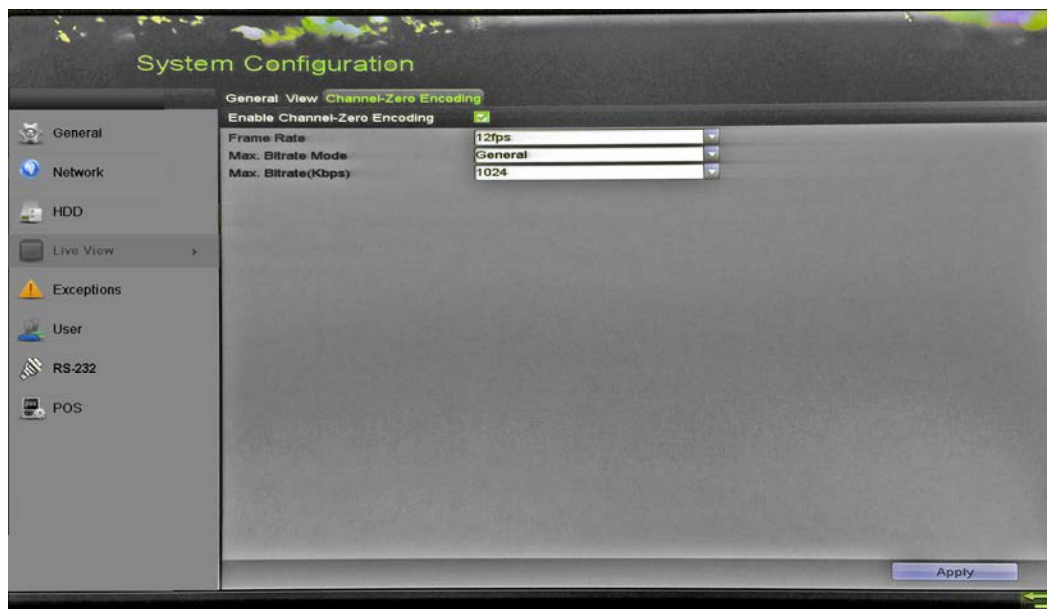 System Configuration
General View Channel-Zero Encoding
Enable Channel-Zero Encoding
Frame Rate 12fps
Max. Bitrate Mode General
Max. Bitrate(Kbps) 1024
General
Network
HDD
Live View
Exceptions
User
RS-232
POS
Apply